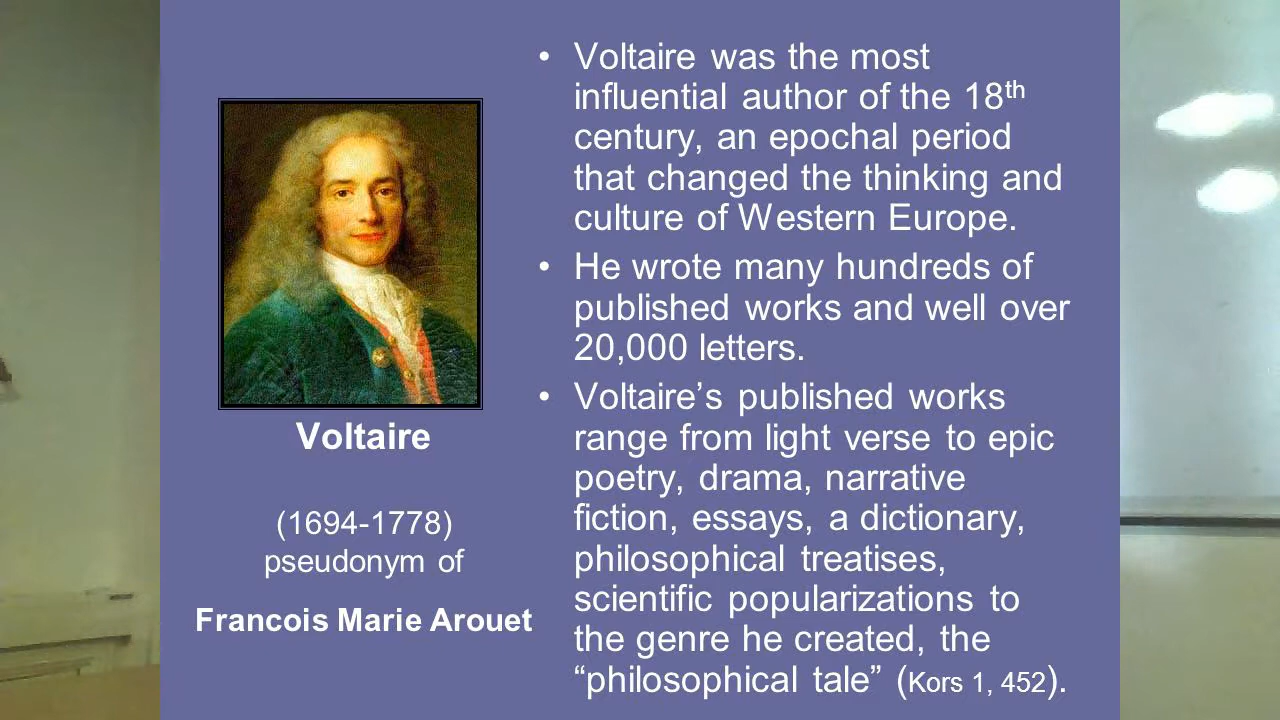 Voltaire
(1694-1778)
pseudonym of
Francois Marie Arouet
• Voltaire was the most
influential author of the 18th
century, an epochal period
that changed the thinking and
culture of Western Europe.
• He wrote many hundreds of
published works and well over
20,000 letters.
• Voltaire’s published works
range from light verse to epic
poetry, drama, narrative
fiction, essays, a dictionary,
philosophical treatises,
scientific popularizations to
the genre he created, the
“philosophical tale” (Kors 1, 452).